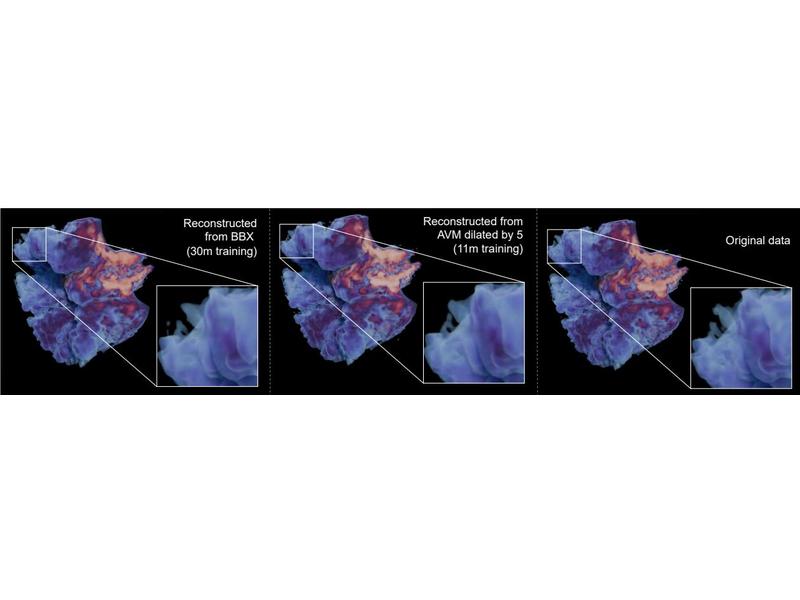 Reconstructed
from BBX
(30m training)
Reconstructed from
AVM dilated by 5
(11m training)
Original data